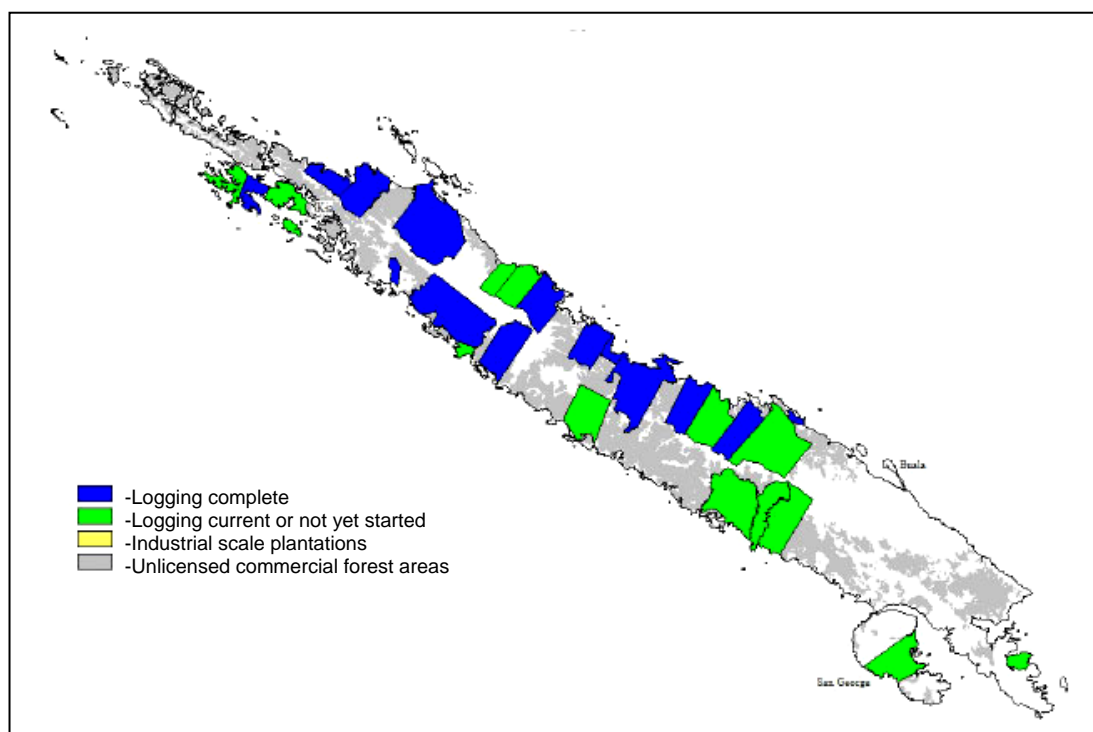 Buala
-Logging complete
-Logging current or not yet started
-Industrial scale plantations
-Unlicensed commercial forest areas
San George